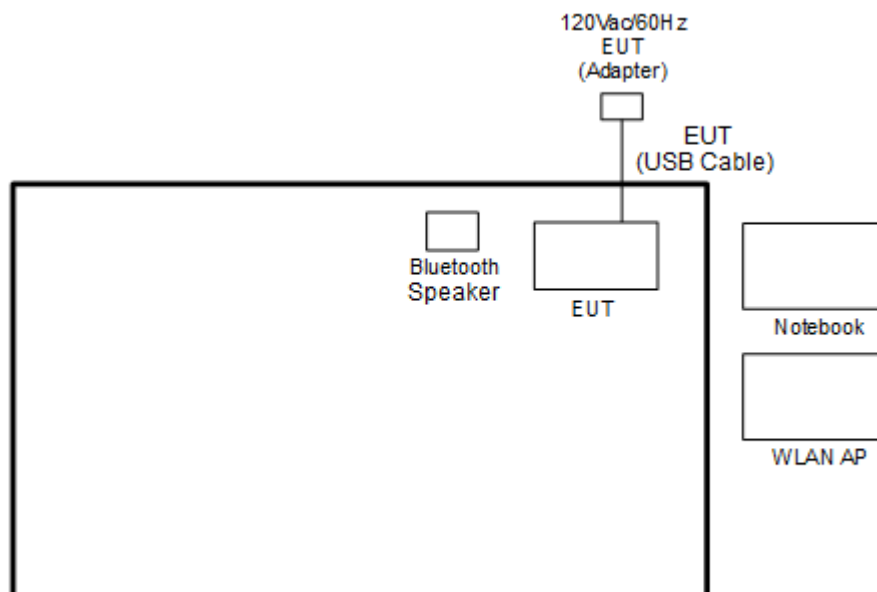 120Vac/60Hz
EUT
(Adapter)
EUT
(USB Cable)
Bluetooth
Speaker
EUT
Notebook
WLAN AP